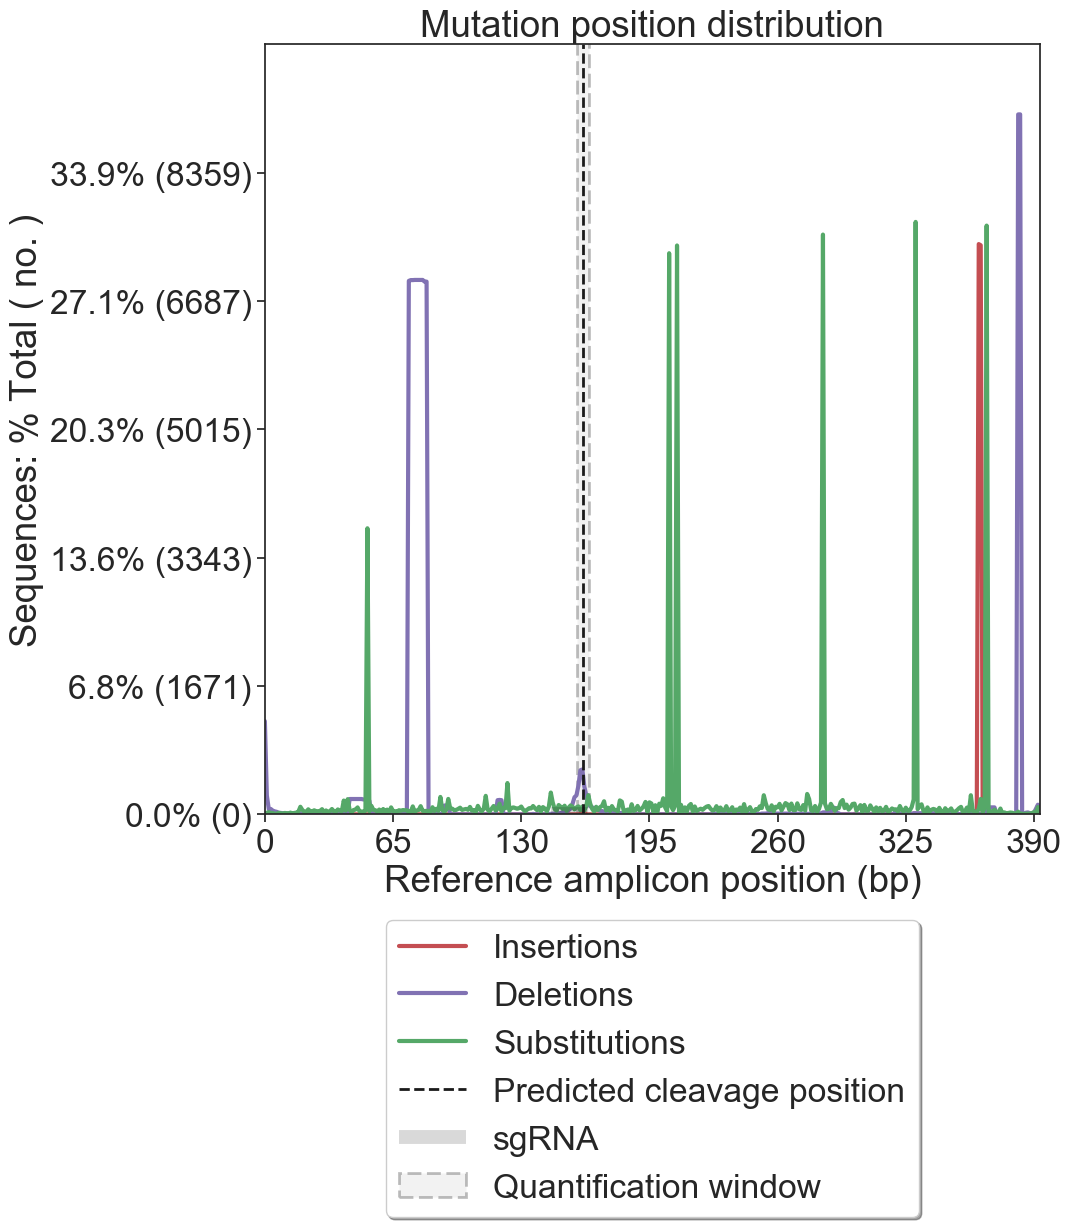 Mutation position distribution
Sequences: % Total ( no. )
33.9% (8359)
27.1% (6687)
20.3% (5015)
13.6% (3343)
6.8% (1671)
0.0% (0)
0 65 130 195 260 325 390
Reference amplicon position (bp)
Insertions
Deletions
Substitutions
Predicted cleavage position
sgRNA
Quantification window